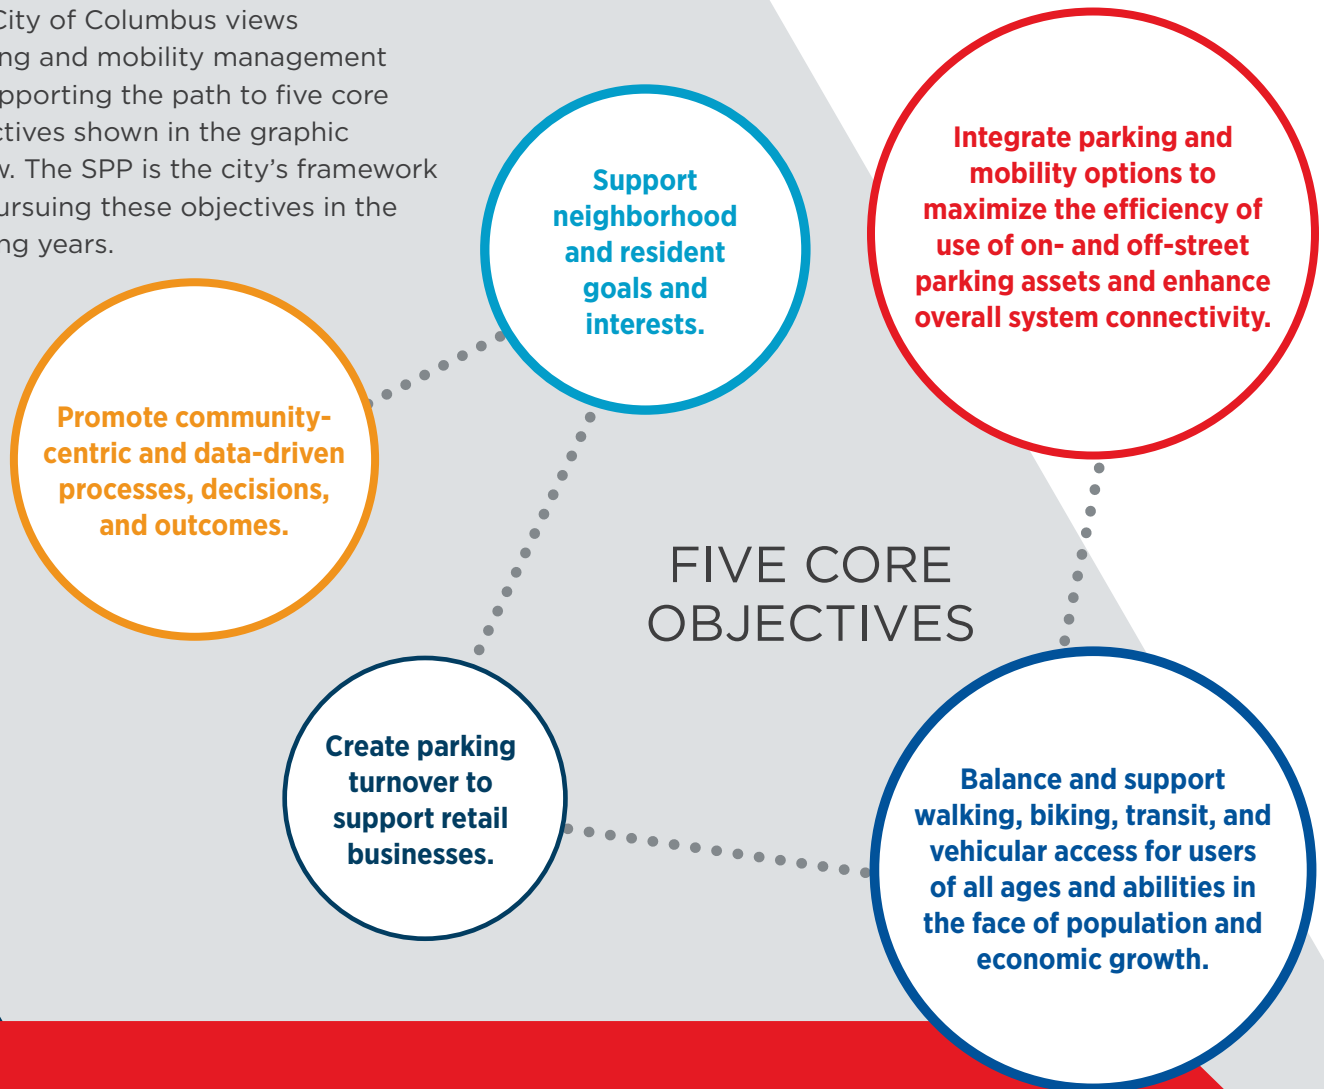 City of Columbus views
ng and mobility management
pporting the path to five core
ctives shown in the graphic
w. The SPP is the city's framework
ursuing these objectives in the
ng years.
Support
neighborhood
and resident
goals and
interests.
Integrate parking and
mobility options to
maximize the efficiency of
use of on- and off-street
parking assets and enhance
overall system connectivity.
Promote community-
centric and data-driven
processes, decisions,
and outcomes.
FIVE CORE
OBJECTIVES
Create parking
turnover to
support retail
businesses.
Balance and support
walking, biking, transit, and
vehicular access for users
of all ages and abilities in
the face of population and
economic growth.